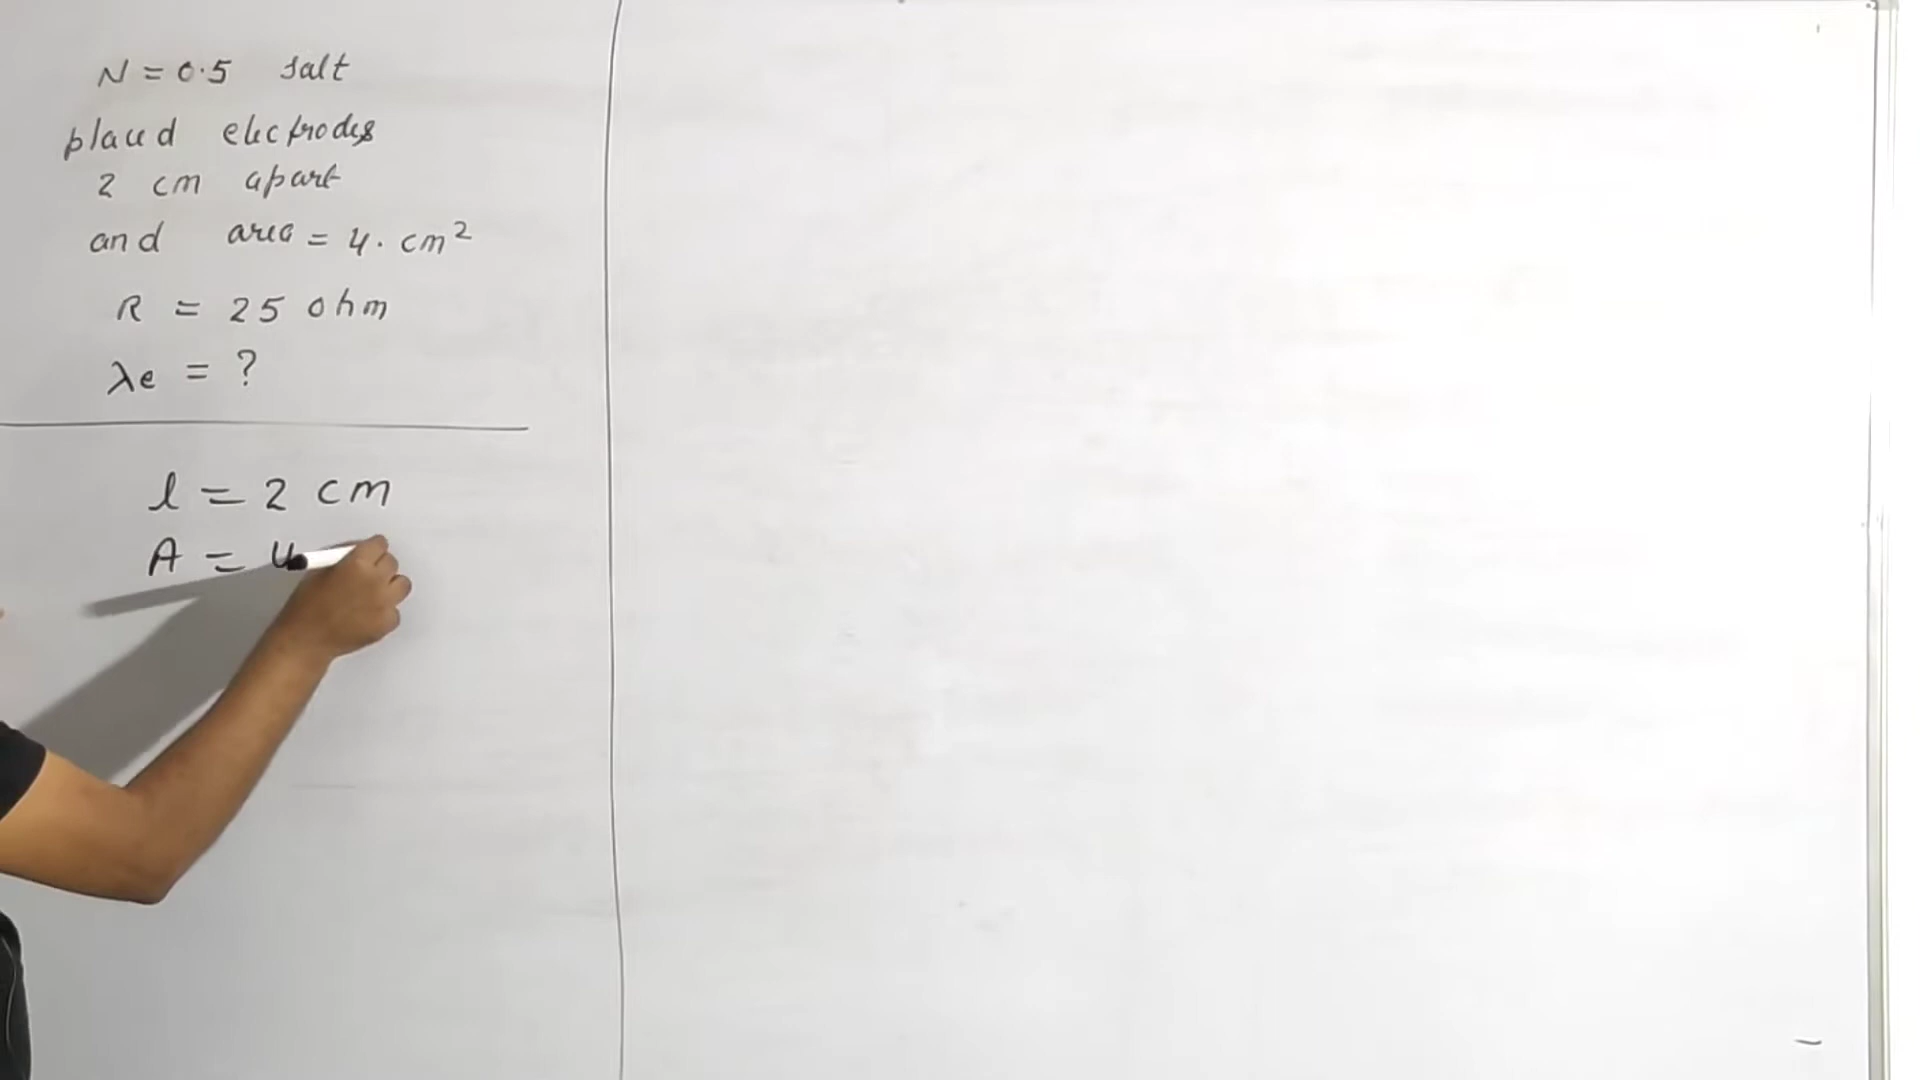 N = 0.5 salt
placed electrodes
2 cm apart
and area = 4. cm²
R = 25 ohm
λe = ?
l = 2 cm
A = 4